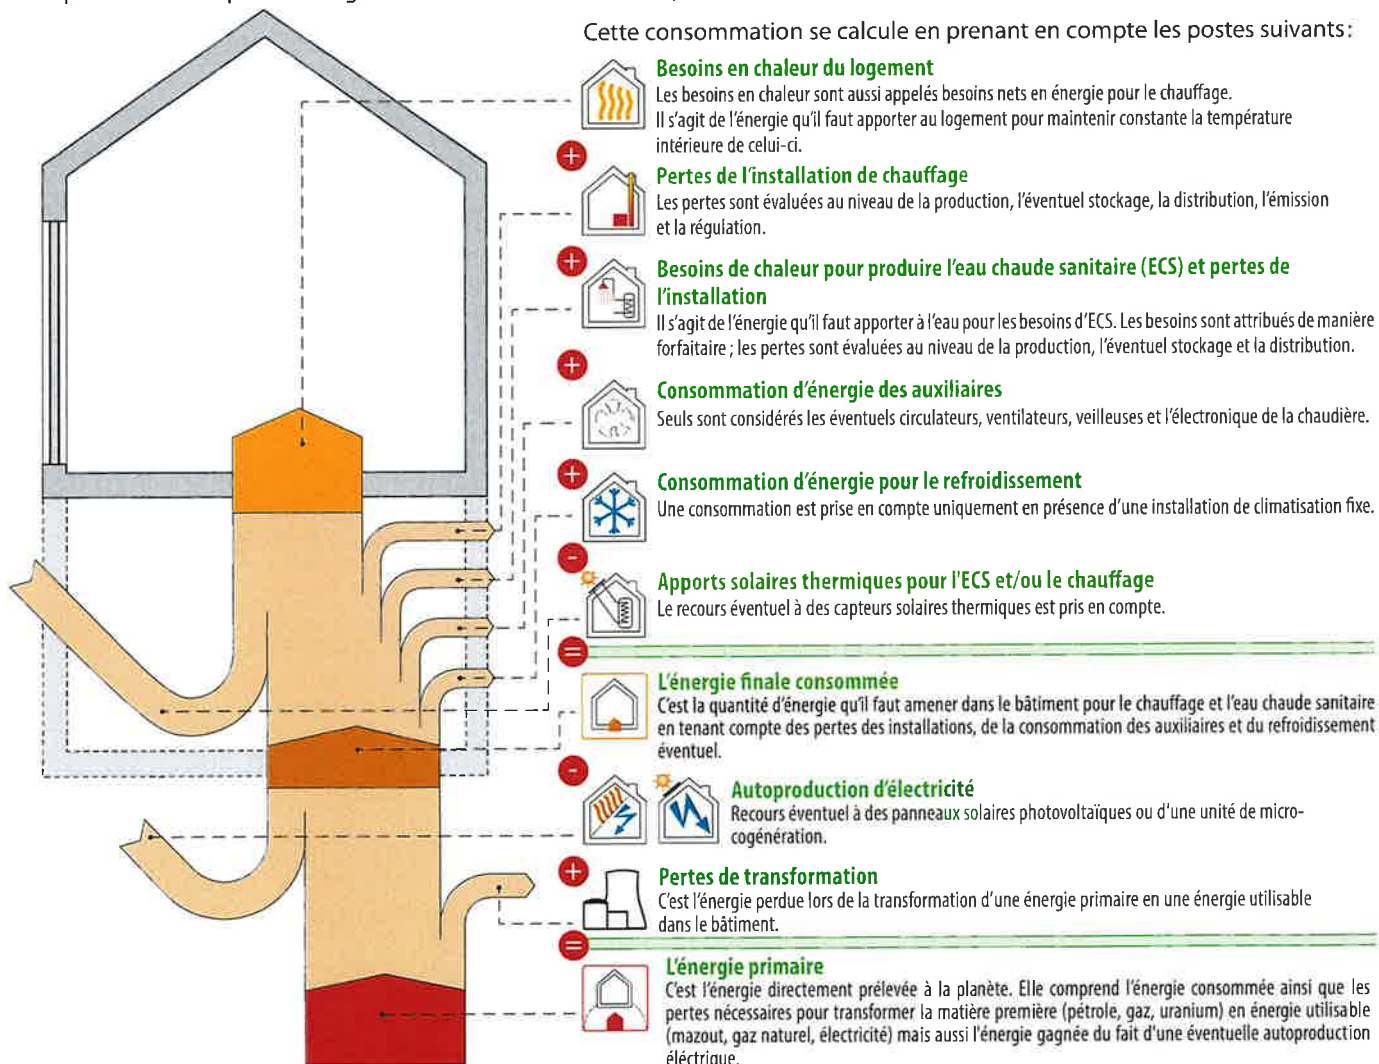 Cette consommation se calcule en prenant en compte les postes suivants:
Besoins en chaleur du logement
Les besoins en chaleur sont aussi appelés besoins nets en énergie pour le chauffage.
Il s'agit de l'énergie qu'il faut apporter au logement pour maintenir constante la température
intérieure de celui-ci.
+
Pertes de l'installation de chauffage
Les pertes sont évaluées au niveau de la production, l'éventuel stockage, la distribution, l'émission
et la régulation.
+
Besoins de chaleur pour produire l'eau chaude sanitaire (ECS) et pertes de
l'installation
Il s'agit de l'énergie qu'il faut apporter à l'eau pour les besoins d'ECS. Les besoins sont attribués de manière
forfaitaire ; les pertes sont évaluées au niveau de la production, l'éventuel stockage et la distribution.
+
Consommation d'énergie des auxiliaires
Seuls sont considérés les éventuels circulateurs, ventilateurs, veilleuses et l'électronique de la chaudière.
+
Consommation d'énergie pour le refroidissement
Une consommation est prise en compte uniquement en présence d'une installation de climatisation fixe.
-
Apports solaires thermiques pour l'ECS et/ou le chauffage
Le recours éventuel à des capteurs solaires thermiques est pris en compte.
=
L'énergie finale consommée
C'est la quantité d'énergie qu'il faut amener dans le bâtiment pour le chauffage et l'eau chaude sanitaire
en tenant compte des pertes des installations, de la consommation des auxiliaires et du refroidissement
éventuel.
-
Autoproduction d'électricité
Recours éventuel à des panneaux solaires photovoltaïques ou d'une unité de micro-
cogénération.
+
Pertes de transformation
C'est l'énergie perdue lors de la transformation d'une énergie primaire en une énergie utilisable
dans le bâtiment.
=
L'énergie primaire
C'est l'énergie directement prélevée à la planète. Elle comprend l'énergie consommée ainsi que les
pertes nécessaires pour transformer la matière première (pétrole, gaz, uranium) en énergie utilisable
(mazout, gaz naturel, électricité) mais aussi l'énergie gagnée du fait d'une éventuelle autoproduction
éléctrique.